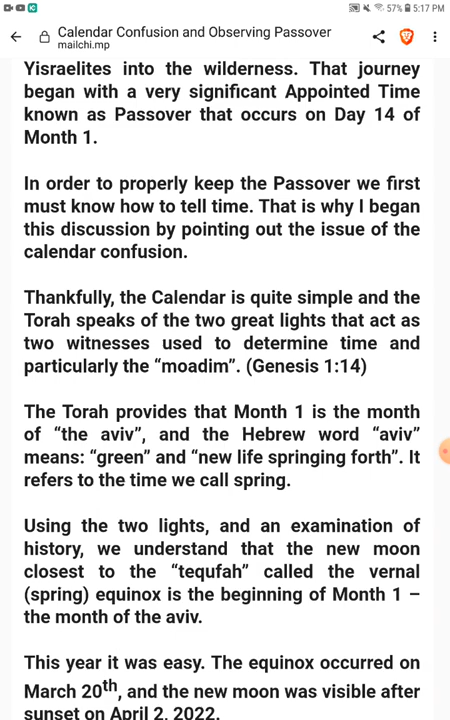 57% 5:17 PM
Calendar Confusion and Observing Passover
mailchi.mp
Yisraelites into the wilderness. That journey
began with a very significant Appointed Time
known as Passover that occurs on Day 14 of
Month 1.
In order to properly keep the Passover we first
must know how to tell time. That is why I began
this discussion by pointing out the issue of the
calendar confusion.
Thankfully, the Calendar is quite simple and the
Torah speaks of the two great lights that act as
two witnesses used to determine time and
particularly the “moadim”. (Genesis 1:14)
The Torah provides that Month 1 is the month
of “the aviv”, and the Hebrew word “aviv”
means: “green” and “new life springing forth”. It
refers to the time we call spring.
Using the two lights, and an examination of
history, we understand that the new moon
closest to the “tequfah” called the vernal
(spring) equinox is the beginning of Month 1 –
the month of the aviv.
This year it was easy. The equinox occurred on
March 20th, and the new moon was visible after
sunset on April 2, 2022.